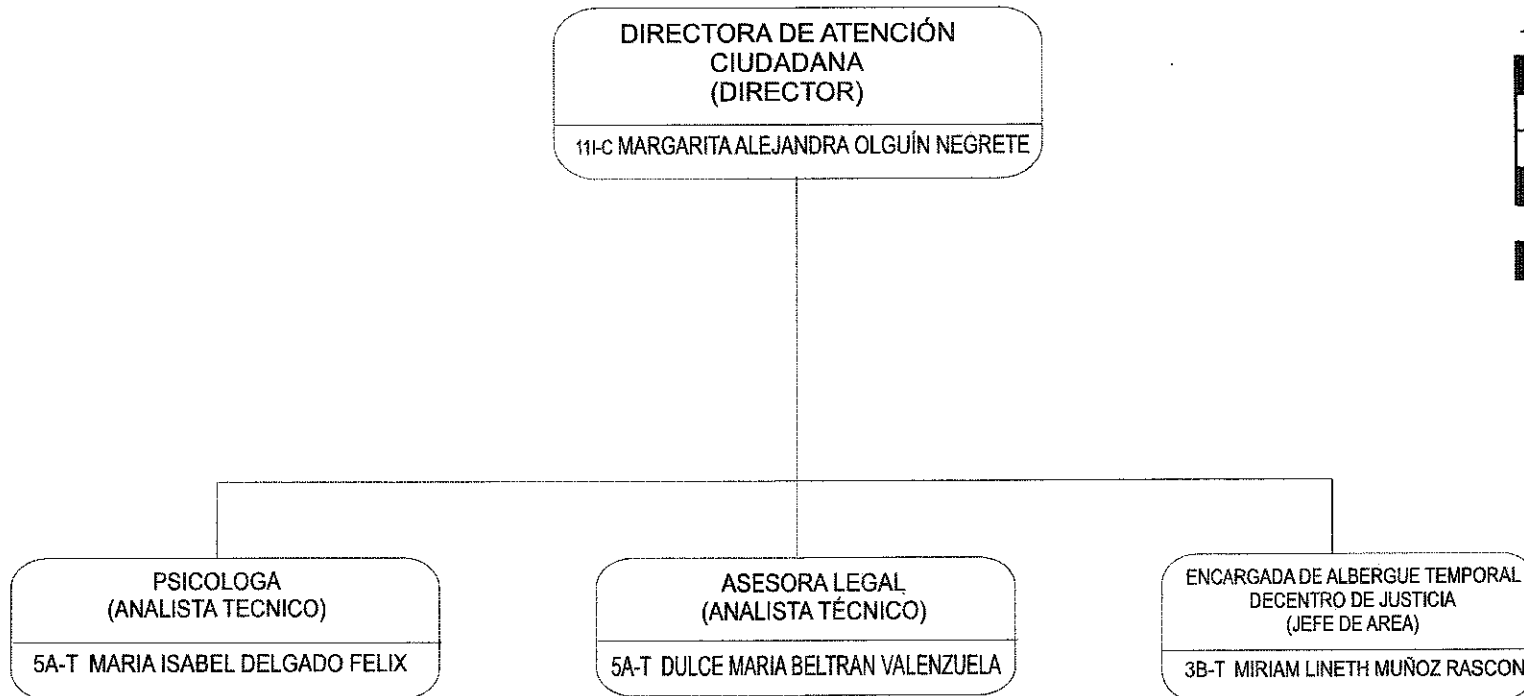 DIRECTORA DE ATENCIÓN
CIUDADANA
(DIRECTOR)
11I-C MARGARITA ALEJANDRA OLGUÍN NEGRETE
PSICOLOGA
(ANALISTA TECNICO)
5A-T MARIA ISABEL DELGADO FELIX
ASESORA LEGAL
(ANALISTA TÉCNICO)
5A-T DULCE MARIA BELTRAN VALENZUELA
ENCARGADA DE ALBERGUE TEMPORAL
DECENTRO DE JUSTICIA
(JEFE DE AREA)
3B-T MIRIAM LINETH MUÑOZ RASCON